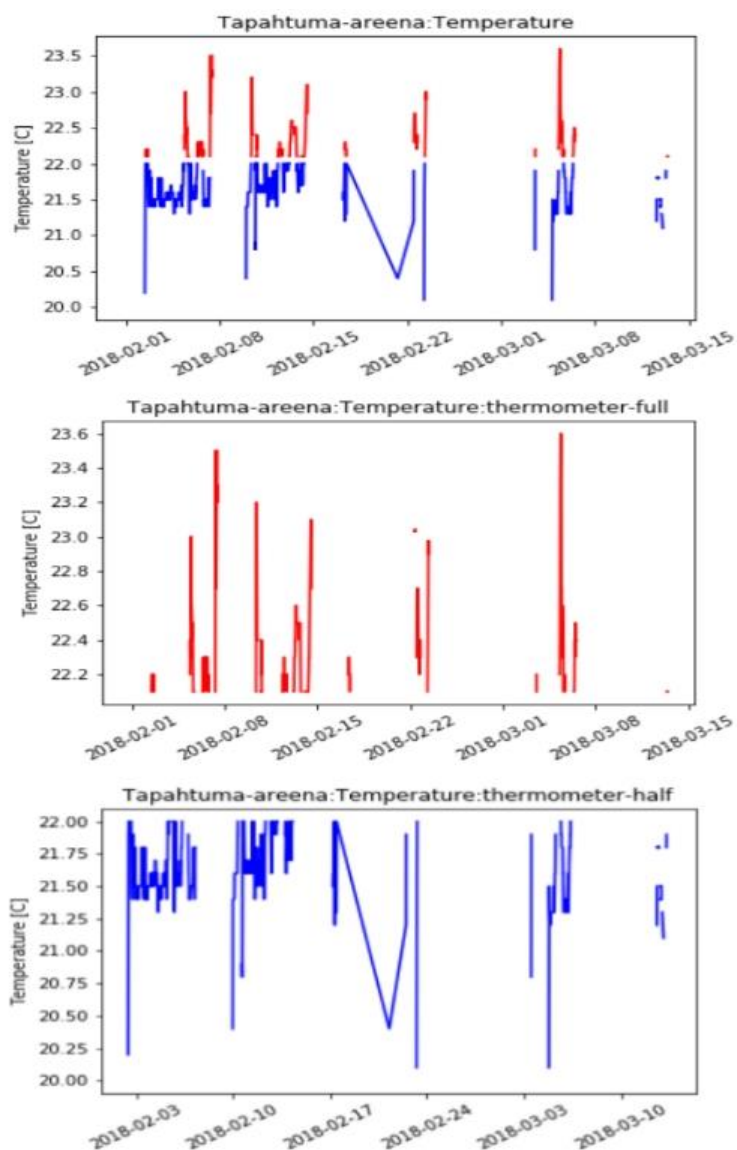 Tapahtuma-areena:Temperature
Temperature [C]
23.5
23.0
22.5
22.0
21.5
21.0
20.5
20.0
2018-02-01 2018-02-08 2018-02-15 2018-02-22 2018-03-01 2018-03-08 2018-03-15
Tapahtuma-areena:Temperature:thermometer-full
Temperature [C]
23.6
23.4
23.2
23.0
22.8
22.6
22.4
22.2
2018-02-01 2018-02-08 2018-02-15 2018-02-22 2018-03-01 2018-03-08 2018-03-15
Tapahtuma-areena:Temperature:thermometer-half
Temperature [C]
22.00
21.75
21.50
21.25
21.00
20.75
20.50
20.25
20.00
2018-02-03 2018-02-10 2018-02-17 2018-02-24 2018-03-03 2018-03-10